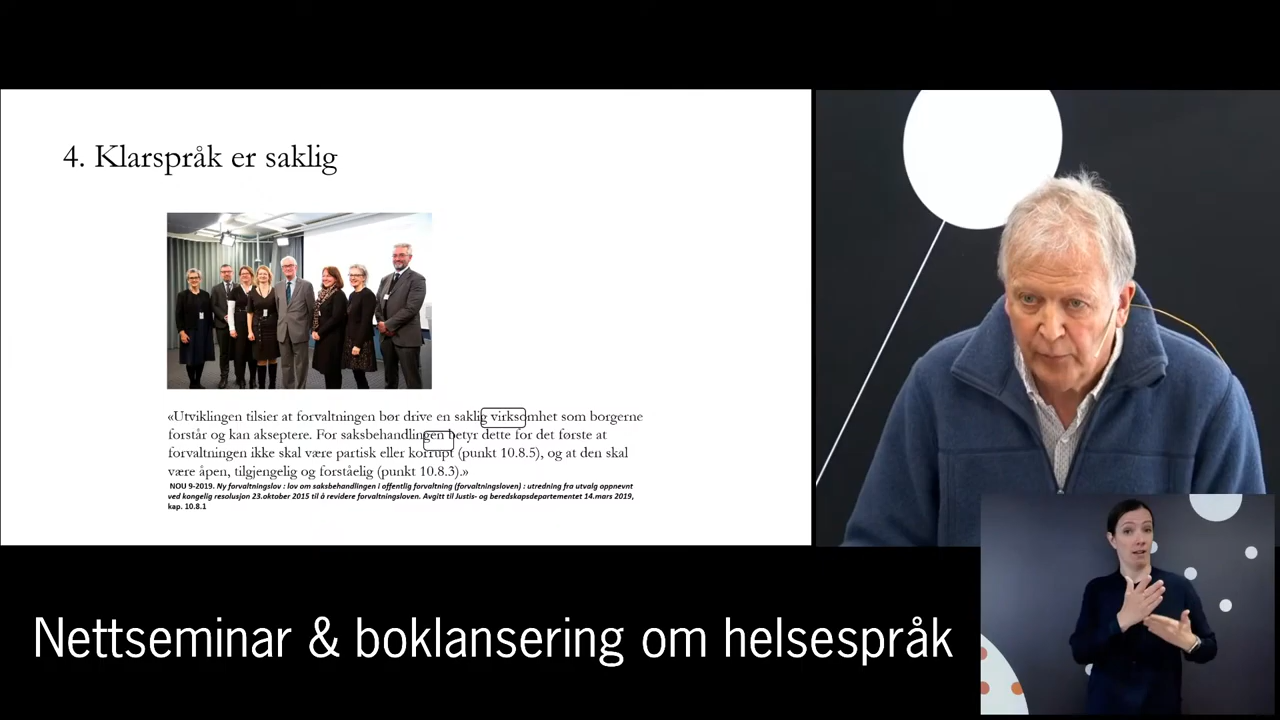 4. Klarspråk er saklig
«Utviklingen tilsier at forvaltningen bør drive en saklig virksomhet som borgerne
forstår og kan akseptere. For saksbehandlingen betyr dette for det første at
forvaltningen ikke skal være partisk eller korrupt (punkt 10.8.5), og at den skal
være åpen, tilgjengelig og forståelig (punkt 10.8.3).»
NOU 9-2019. Ny forvaltningslov : lov om saksbehandlingen i offentlig forvaltning (forvaltningsloven) : utredning fra utvalg oppnevnt
ved kongelig resolusjon 23.oktober 2015 til å revidere forvaltningsloven. Avgitt til Justis- og beredskapsdepartementet 14.mars 2019,
kap. 10.8.1
Nettseminar & boklansering om helsespråk